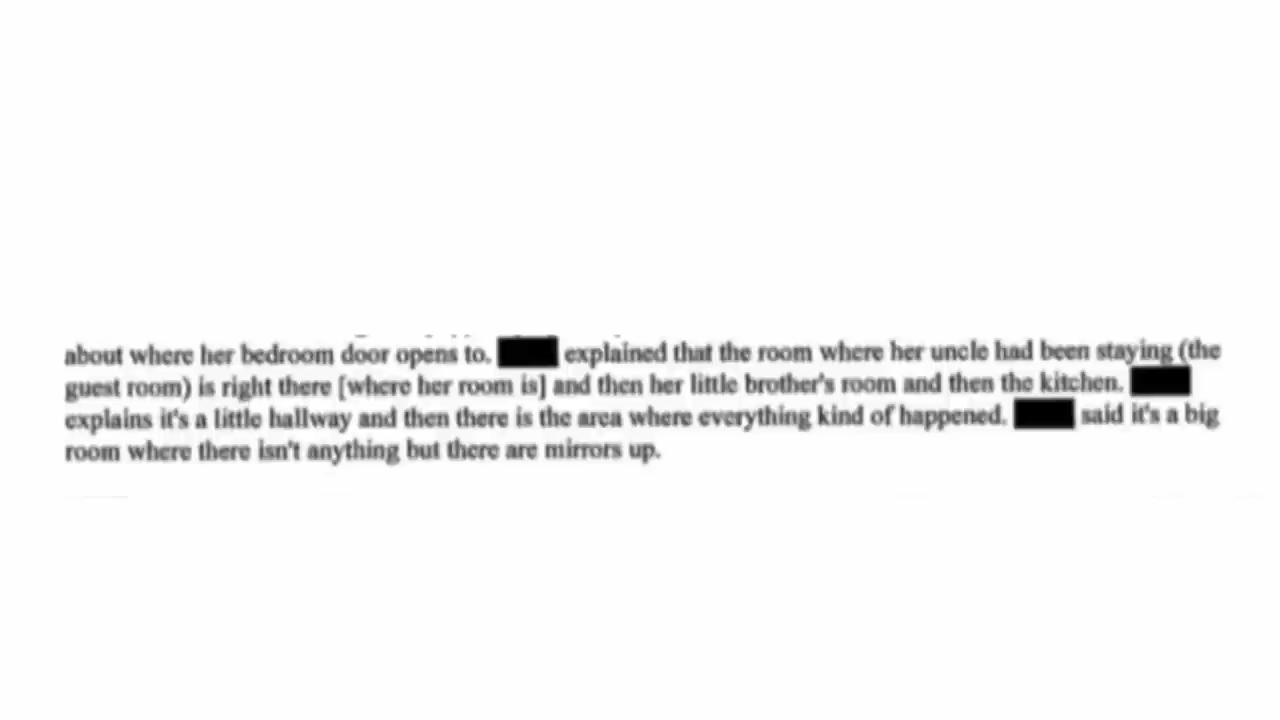 about where her bedroom door opens to. explained that the room where her uncle had been staying (the
guest room) is right there [where her room is] and then her little brother's room and then the kitchen.
explains it's a little hallway and then there is the area where everything kind of happened. said it's a big
room where there isn't anything but there are mirrors up.